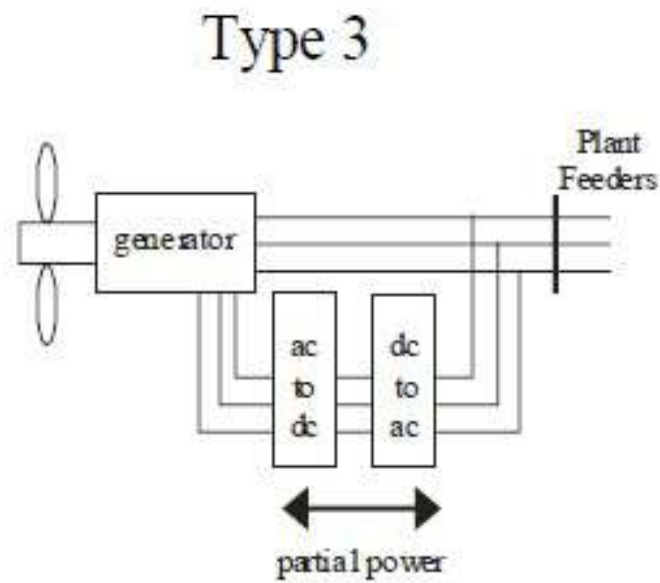 Type 3
Plant
Feeders
generator
ac
to
dc
dc
to
ac
partial power